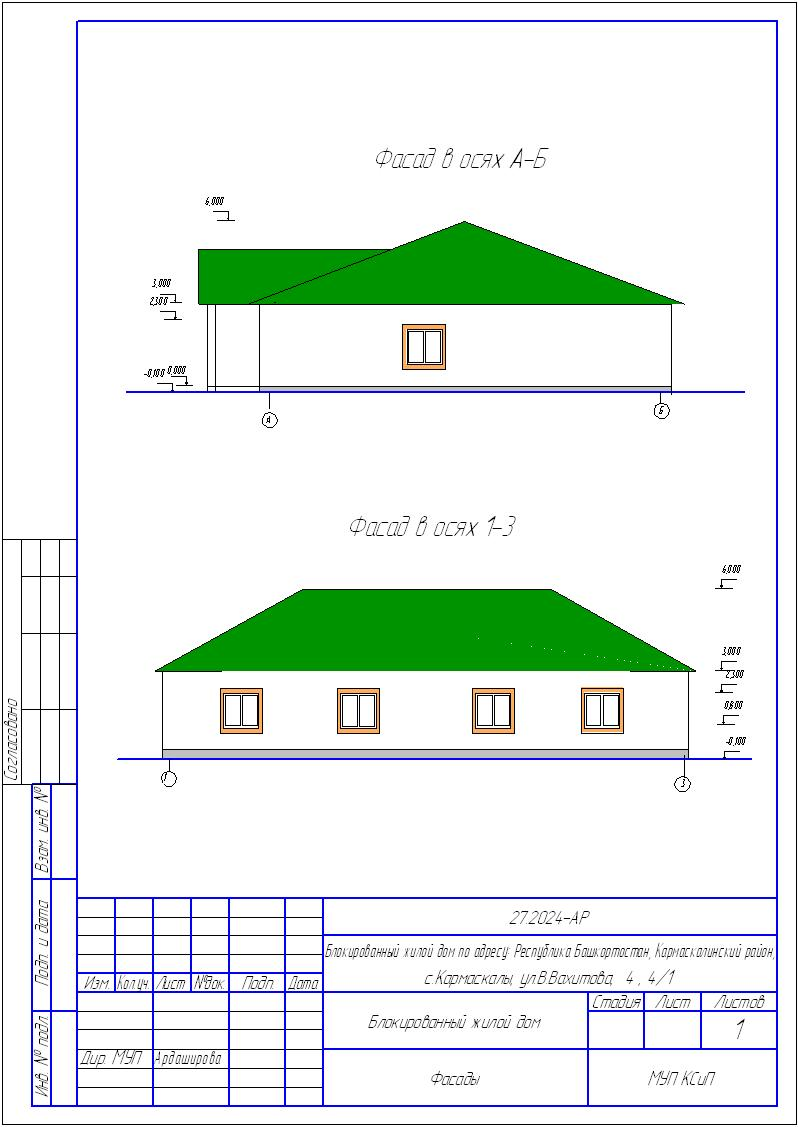 Фасад в осях А-Б
6,000
3,000
2,300
-0,100 0,000
А
Б
Фасад в осях 1-3
6,000
3,000
2,300
0,800
-0,100
1
3
Согласовано
Взам. инв. №
Подп. и дата
Инв. № подл.
27.2024-АР
Блокированный жилой дом по адресу: Республика Башкортостан, Кармаскалинский район,
с.Кармаскалы, ул.В.Вахитова, 4 , 4/1
Изм. Кол.уч. Лист №док. Подп. Дата
Блокированный жилой дом
Стадия Лист Листов
1
Дир. МУП Ардаширова
Фасады
МУП КСиП